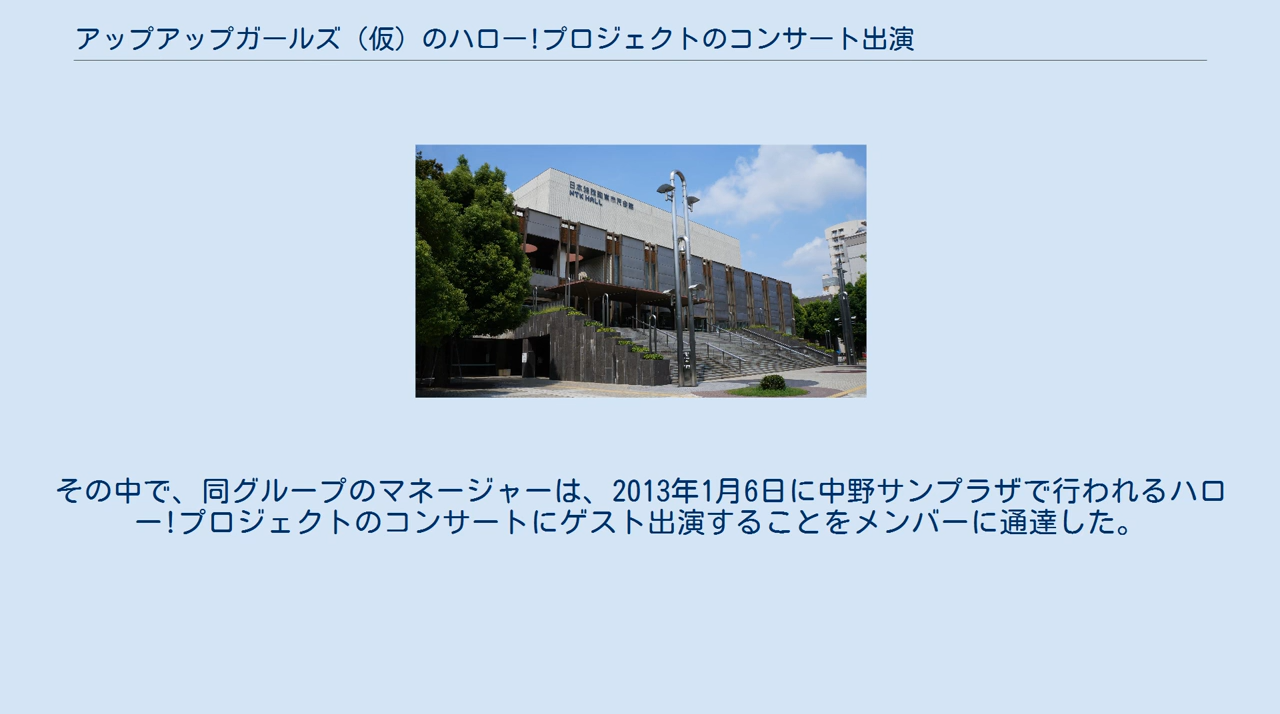 アップアップガールズ（仮）のハロー!プロジェクトのコンサート出演
NTK HALL
その中で、同グループのマネージャーは、2013年1月6日に中野サンプラザで行われるハロ
ー!プロジェクトのコンサートにゲスト出演することをメンバーに通達した。